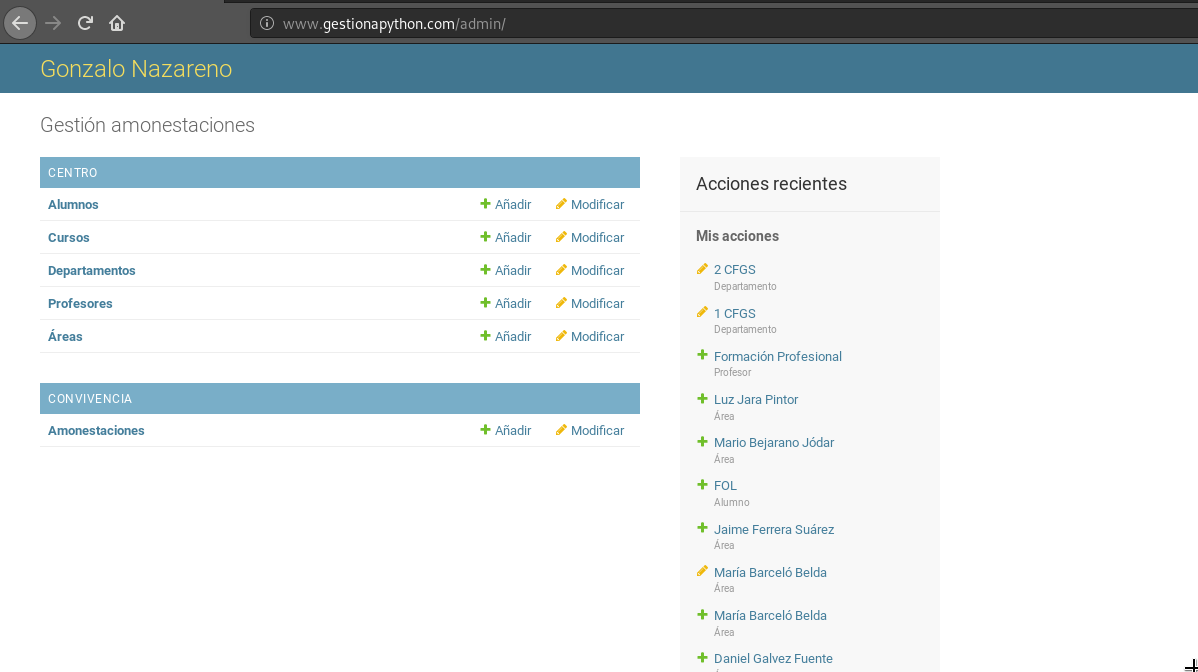 www.gestionapython.com/admin/
Gonzalo Nazareno
Gestión amonestaciones
CENTRO
Alumnos Añadir Modificar
Cursos Añadir Modificar
Departamentos Añadir Modificar
Profesores Añadir Modificar
Áreas Añadir Modificar
CONVIVENCIA
Amonestaciones Añadir Modificar
Acciones recientes
Mis acciones
2 CFGS
Departamento
1 CFGS
Departamento
Formación Profesional
Profesor
Luz Jara Pintor
Área
Mario Bejarano Jódar
Área
FOL
Alumno
Jaime Ferrera Suárez
Área
María Barceló Belda
Área
María Barceló Belda
Área
Daniel Galvez Fuente